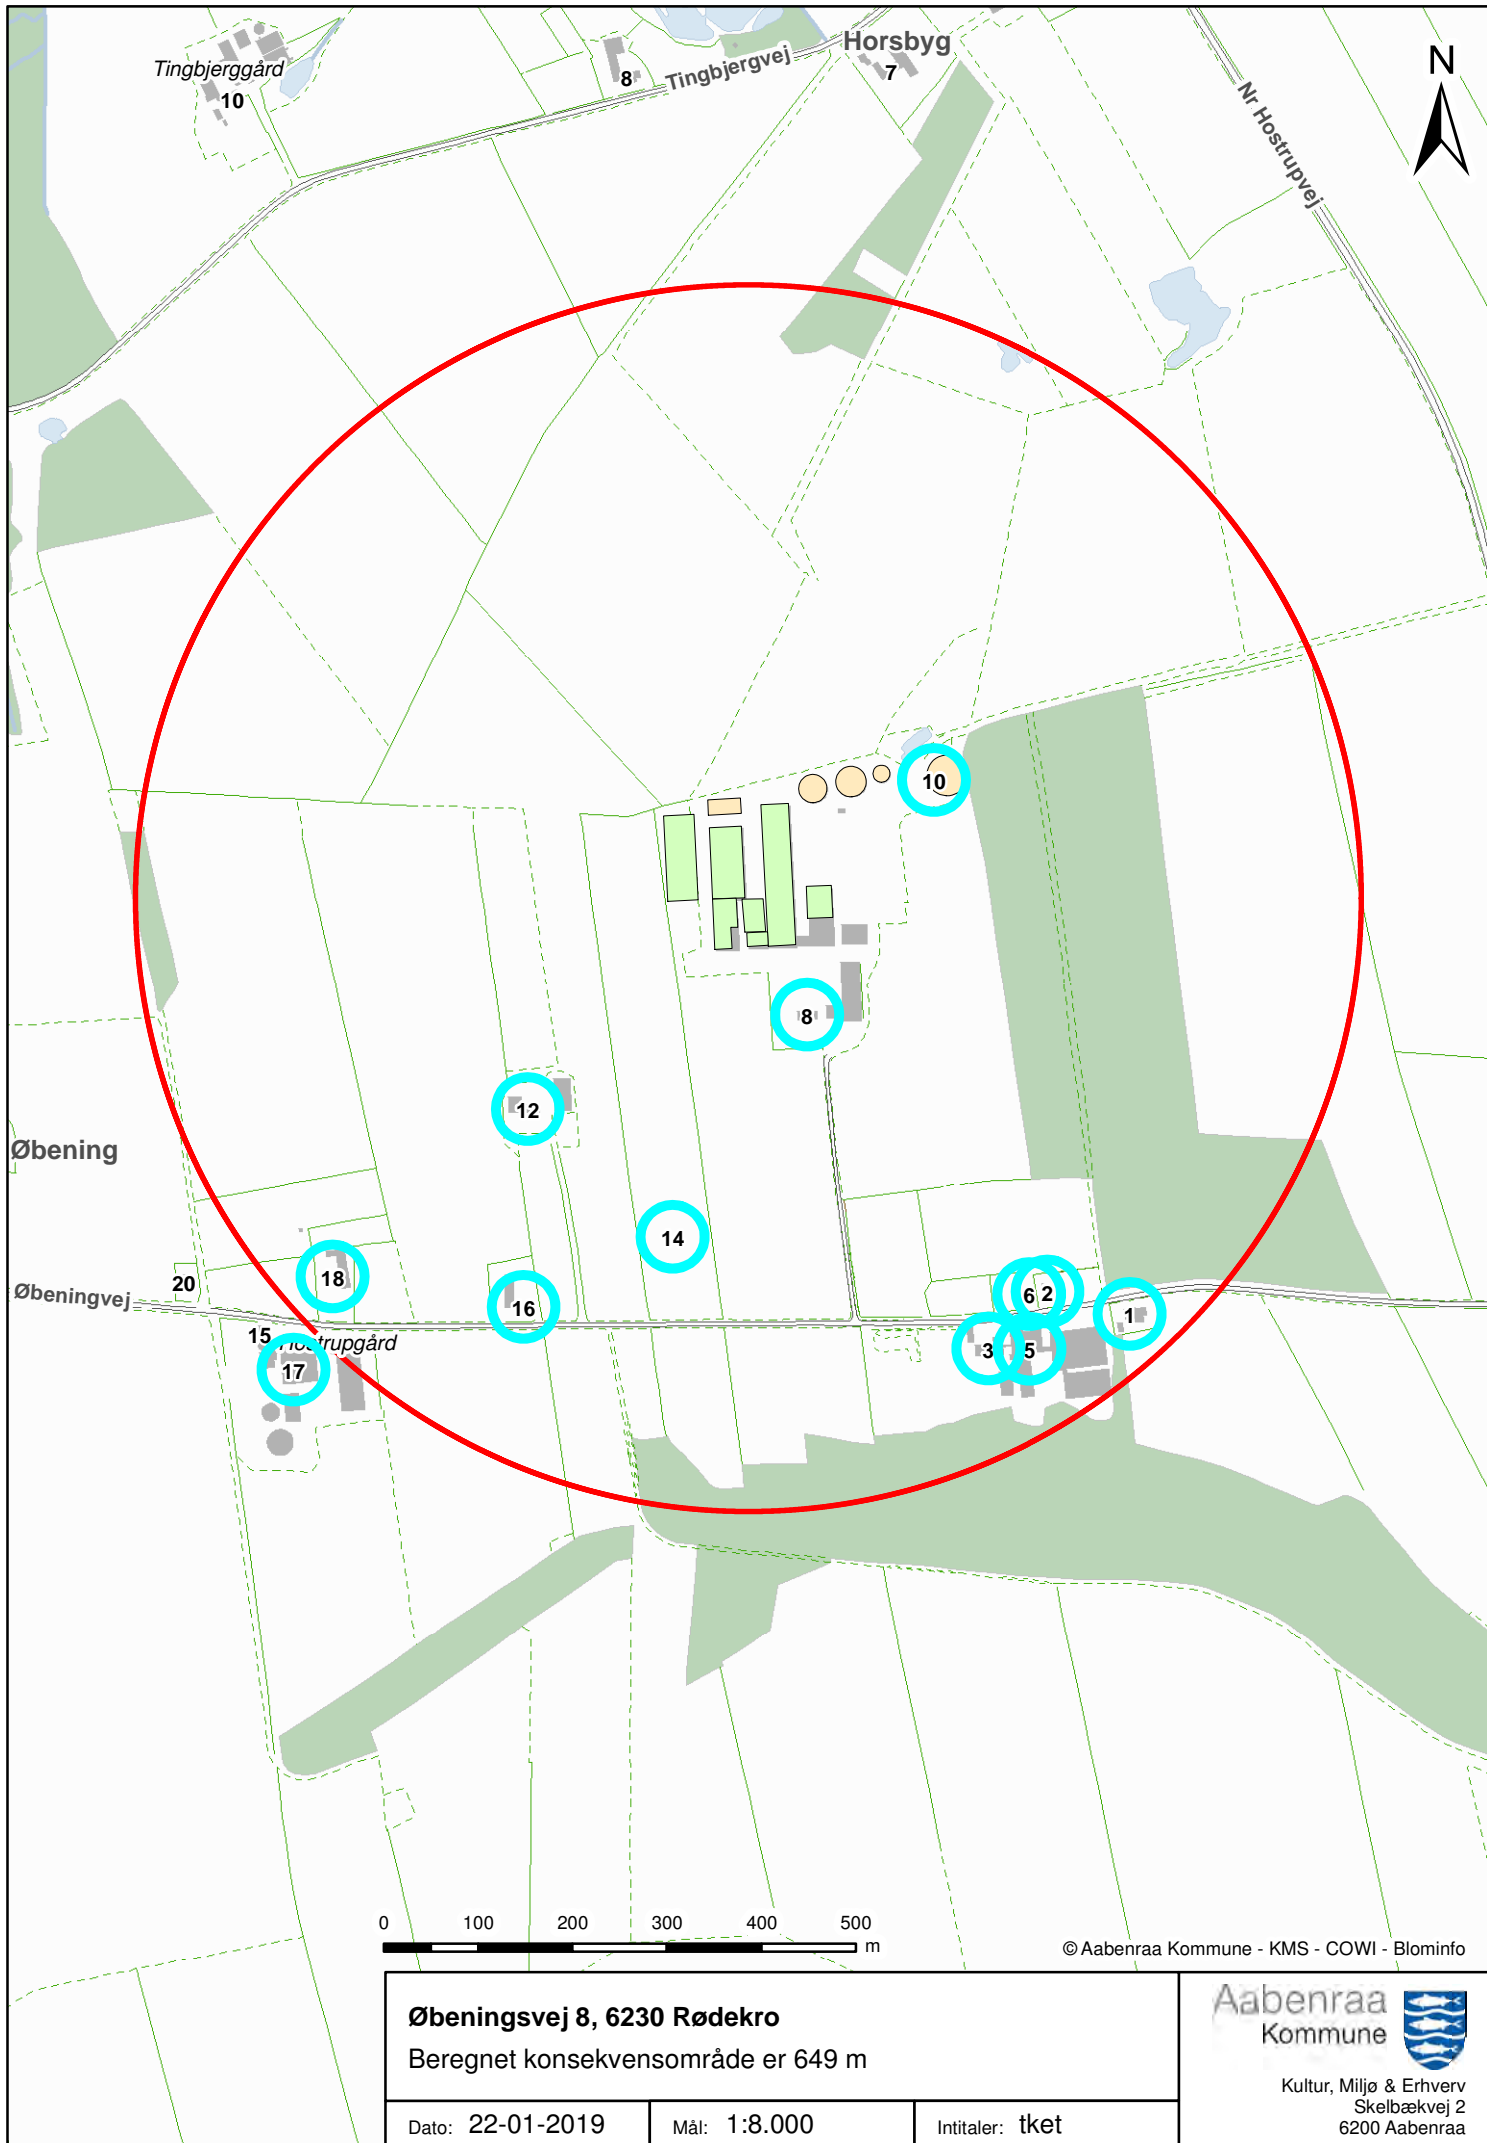 Horsbyg
N
Tingbjerggård
10
8
Tingbjergvej
7
Nr Hostrupvej
10
8
12
Øbening
14
18
20
Øbeningvej
16
6
2
1
15
Hostrupgård
17
3
5
0 100 200 300 400 500
m
© Aabenraa Kommune - KMS - COWI - Blominfo
Øbeningsvej 8, 6230 Rødekro
Beregnet konsekvensområde er 649 m
Dato: 22-01-2019
Mål: 1:8.000
Intitaler: tket
Aabenraa
Kommune
Kultur, Miljø & Erhverv
Skelbækvej 2
6200 Aabenraa